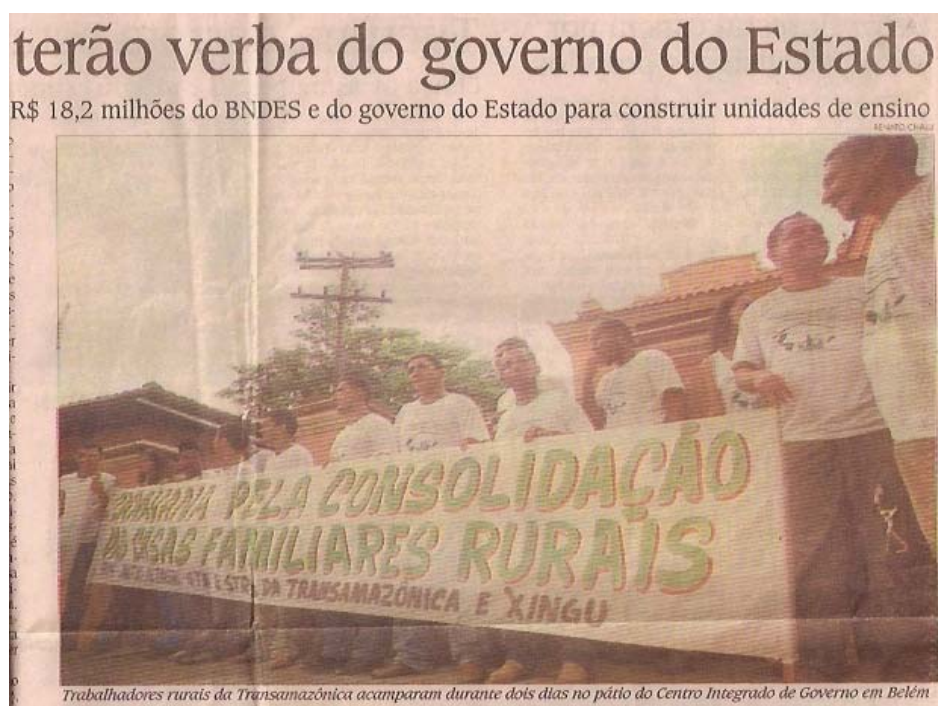 terão verba do governo do Estado
R$ 18,2 milhões do BNDES e do governo do Estado para construir unidades de ensino
PELA CONSOLIDAÇÃO
CASAS FAMILIARES RURAIS
DA TRANSAMAZÔNICA E XINGU
Trabalhadores rurais da Transamazônica acamparam durante dois dias no pátio do Centro Integrado de Governo em Belém